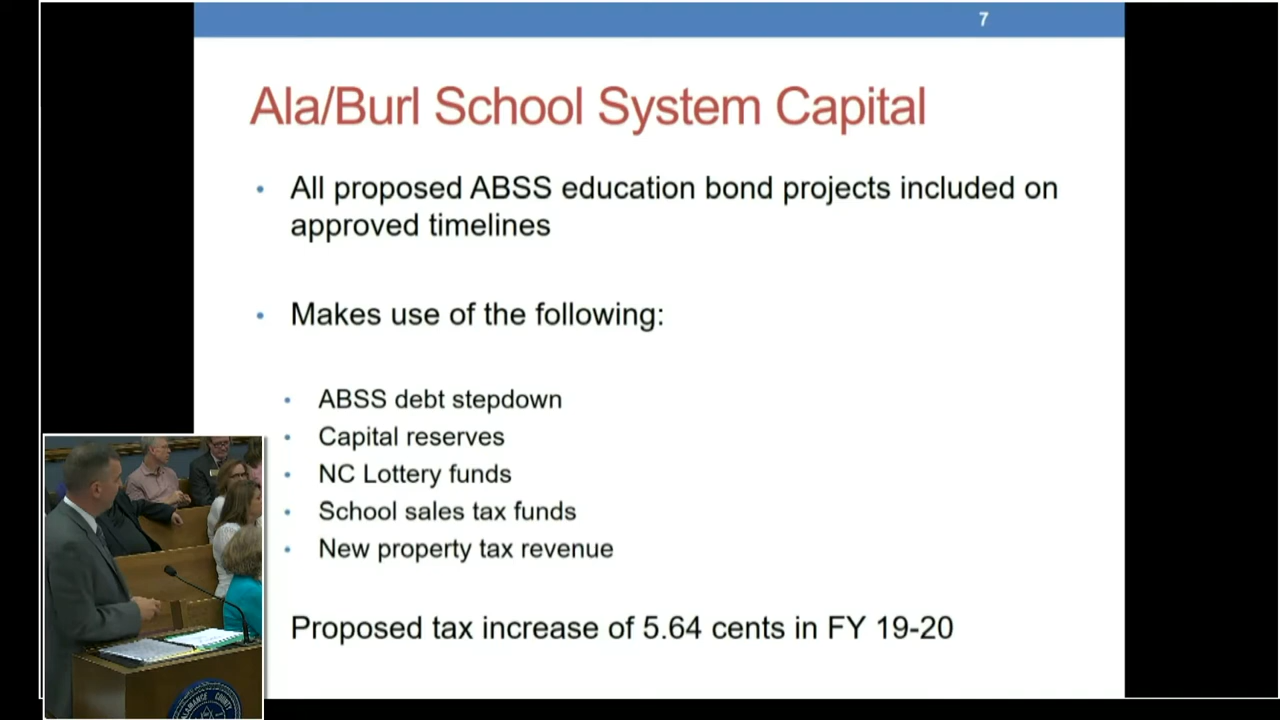 7
Ala/Burl School System Capital
• All proposed ABSS education bond projects included on
approved timelines
• Makes use of the following:
• ABSS debt stepdown
• Capital reserves
• NC Lottery funds
• School sales tax funds
• New property tax revenue
Proposed tax increase of 5.64 cents in FY 19-20
ALAMANCE COUNTY